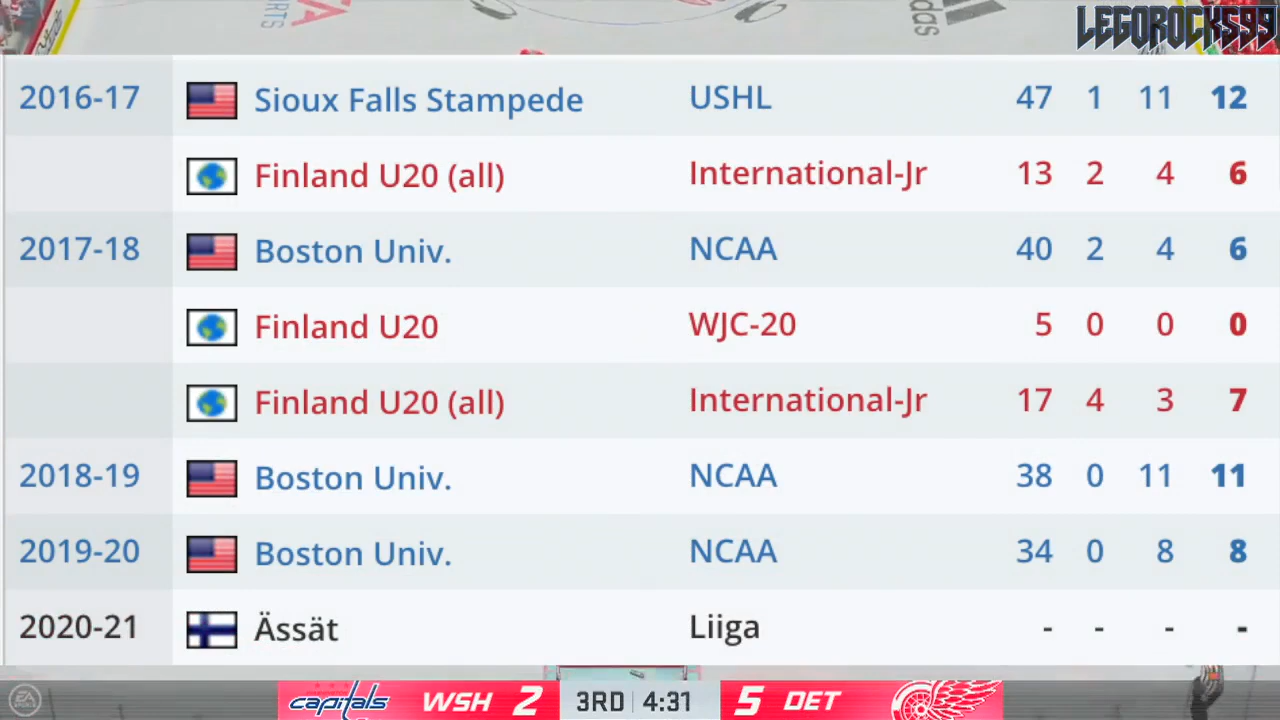 SPORTS
adidas
LEGOROCKS99
2016-17 Sioux Falls Stampede USHL 47 1 11 12
Finland U20 (all) International-Jr 13 2 4 6
2017-18 Boston Univ. NCAA 40 2 4 6
Finland U20 WJC-20 5 0 0 0
Finland U20 (all) International-Jr 17 4 3 7
2018-19 Boston Univ. NCAA 38 0 11 11
2019-20 Boston Univ. NCAA 34 0 8 8
2020-21 Ässät Liiga - - - -
EA SPORTS capitals WSH 2 3RD 4:31 5 DET